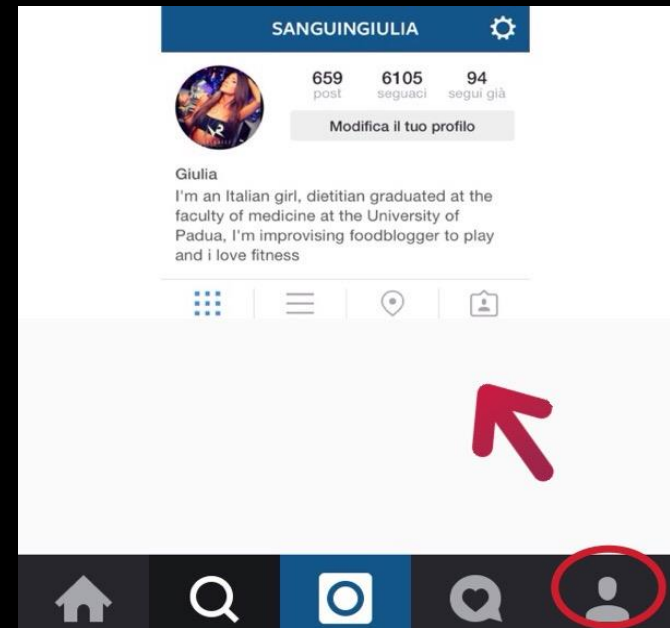 SANGUINGIULIA
659 6105 94
post seguaci segui già
Modifica il tuo profilo
Giulia
I'm an Italian girl, dietitian graduated at the
faculty of medicine at the University of
Padua, I'm improvising foodblogger to play
and i love fitness